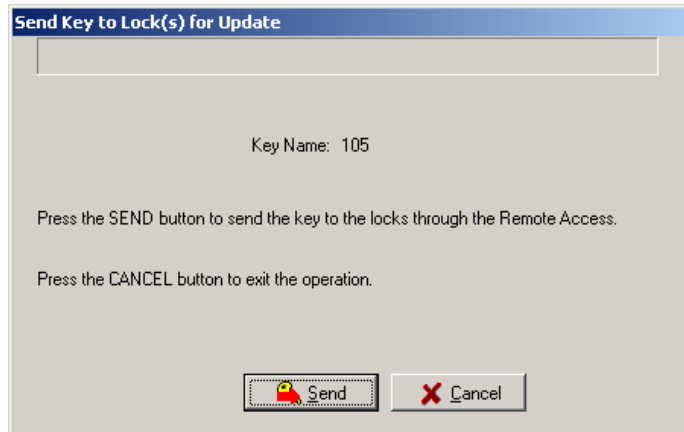 Send Key to Lock(s) for Update
Key Name: 105
Press the SEND button to send the key to the locks through the Remote Access.
Press the CANCEL button to exit the operation.
Send Cancel